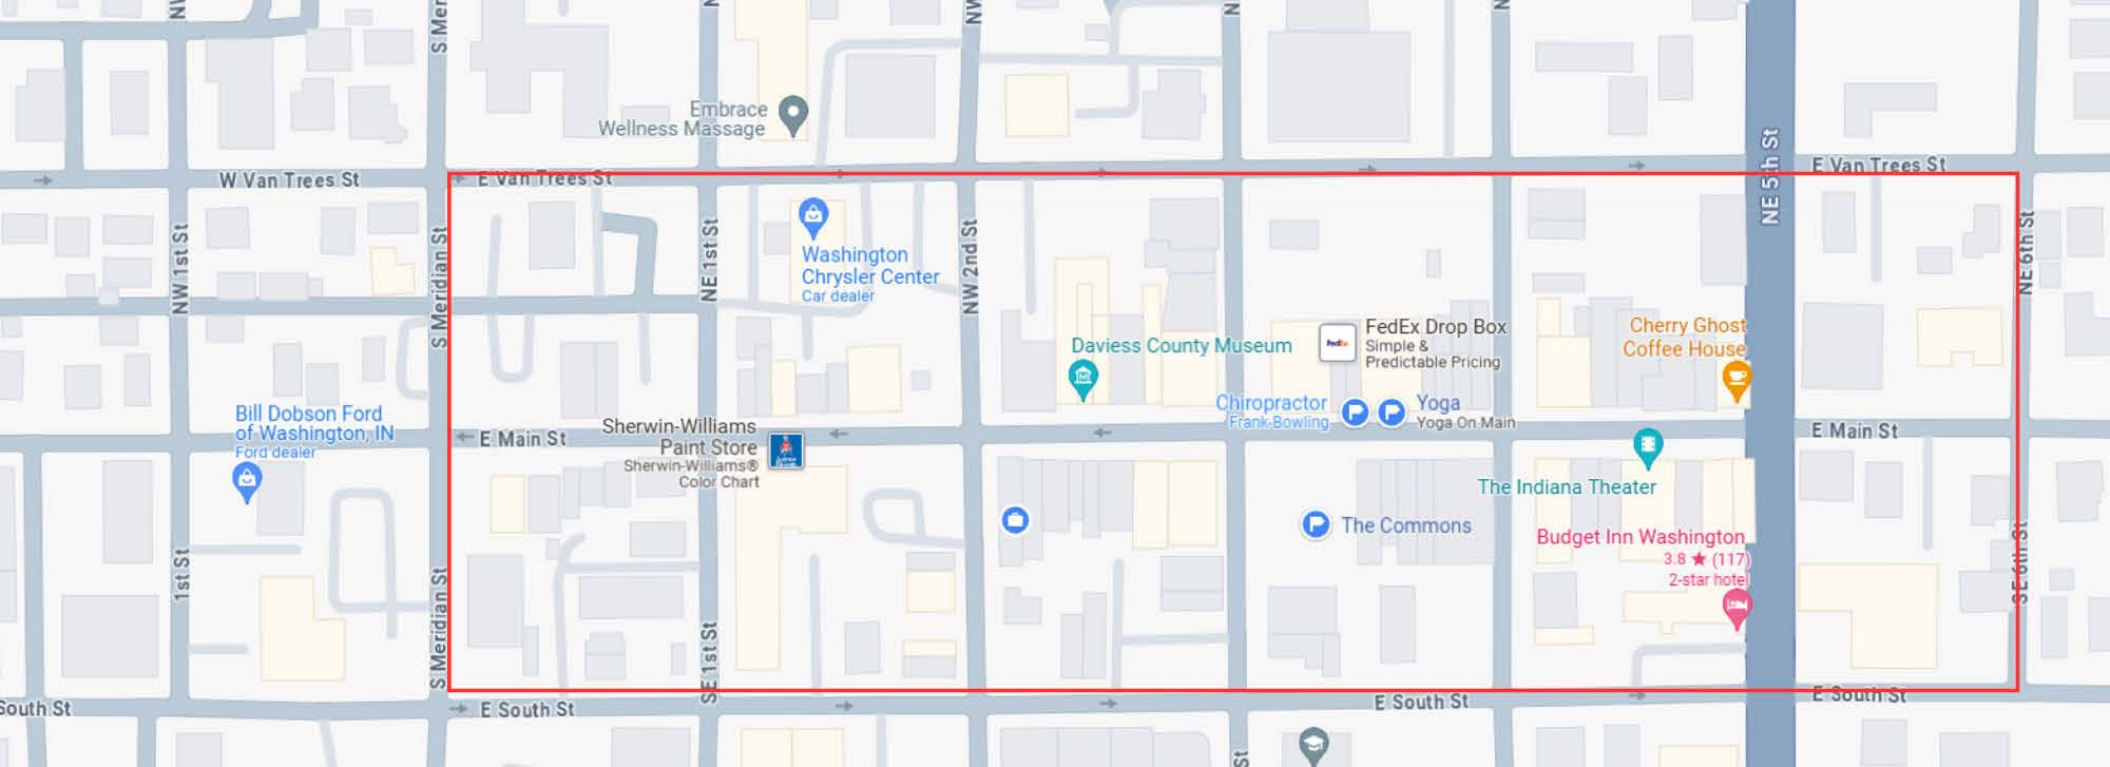 S Mer
NW
Embrace
Wellness Massage
W Van Trees St
E Van Trees St
E Van Trees St
NE 5th St
NW 1st St
S Meridian St
NE 1st St
Washington
Chrysler Center
Car dealer
NW 2nd St
NE 6th St
Daviess County Museum
FedEx
FedEx Drop Box
Simple &
Predictable Pricing
Cherry Ghost
Coffee House
Bill Dobson Ford
of Washington, IN
Ford dealer
E Main St
Sherwin-Williams
Paint Store
Sherwin-Williams®
Color Chart
Chiropractor
Frank Bowling
Yoga
Yoga On Main
E Main St
The Indiana Theater
The Commons
Budget Inn Washington
3.8 ★ (117)
2-star hotel
1st St
S Meridian St
SE 1st St
SE 6th St
South St
E South St
E South St
E South St
St